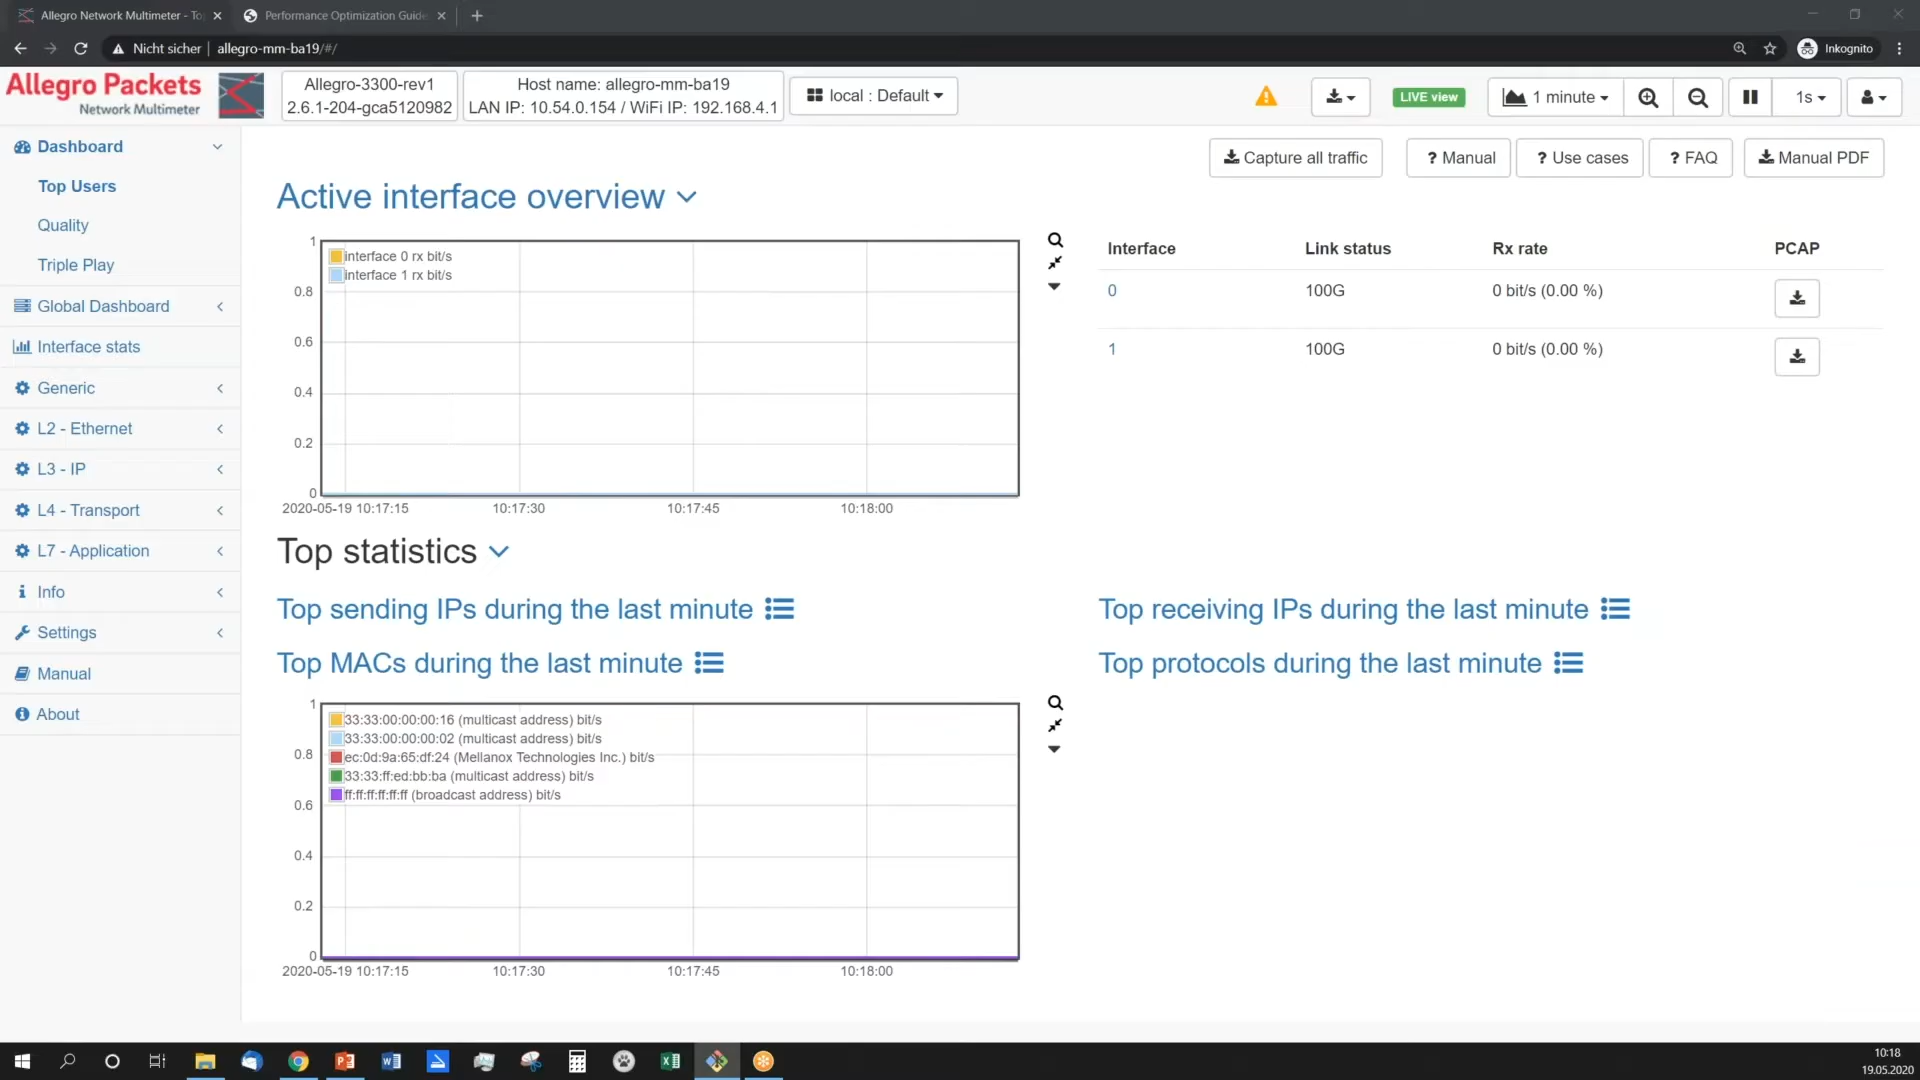 Allegro Network Multimeter - To
Performance Optimization Guide
Nicht sicher | allegro-mm-ba19/#/
Inkognito
Allegro Packets
Network Multimeter
Allegro-3300-rev1
2.6.1-204-gca5120982
Host name: allegro-mm-ba19
LAN IP: 10.54.0.154 / WiFi IP: 192.168.4.1
local : Default
LIVE view
1 minute
1s
Dashboard
Top Users
Quality
Triple Play
Global Dashboard
Interface stats
Generic
L2 - Ethernet
L3 - IP
L4 - Transport
L7 - Application
Info
Settings
Manual
About
Capture all traffic
? Manual
? Use cases
? FAQ
Manual PDF
Active interface overview
1
0.8
0.6
0.4
0.2
0
interface 0 rx bit/s
interface 1 rx bit/s
2020-05-19 10:17:15
10:17:30
10:17:45
10:18:00
Interface Link status Rx rate PCAP
0 100G 0 bit/s (0.00 %)
1 100G 0 bit/s (0.00 %)
Top statistics
Top sending IPs during the last minute
Top receiving IPs during the last minute
Top MACs during the last minute
Top protocols during the last minute
1
0.8
0.6
0.4
0.2
0
33:33:00:00:00:16 (multicast address) bit/s
33:33:00:00:00:02 (multicast address) bit/s
ec:0d:9a:65:df:24 (Mellanox Technologies Inc.) bit/s
33:33:ff:ed:bb:ba (multicast address) bit/s
ff:ff:ff:ff:ff:ff (broadcast address) bit/s
2020-05-19 10:17:15
10:17:30
10:17:45
10:18:00
10:18
19.05.2020